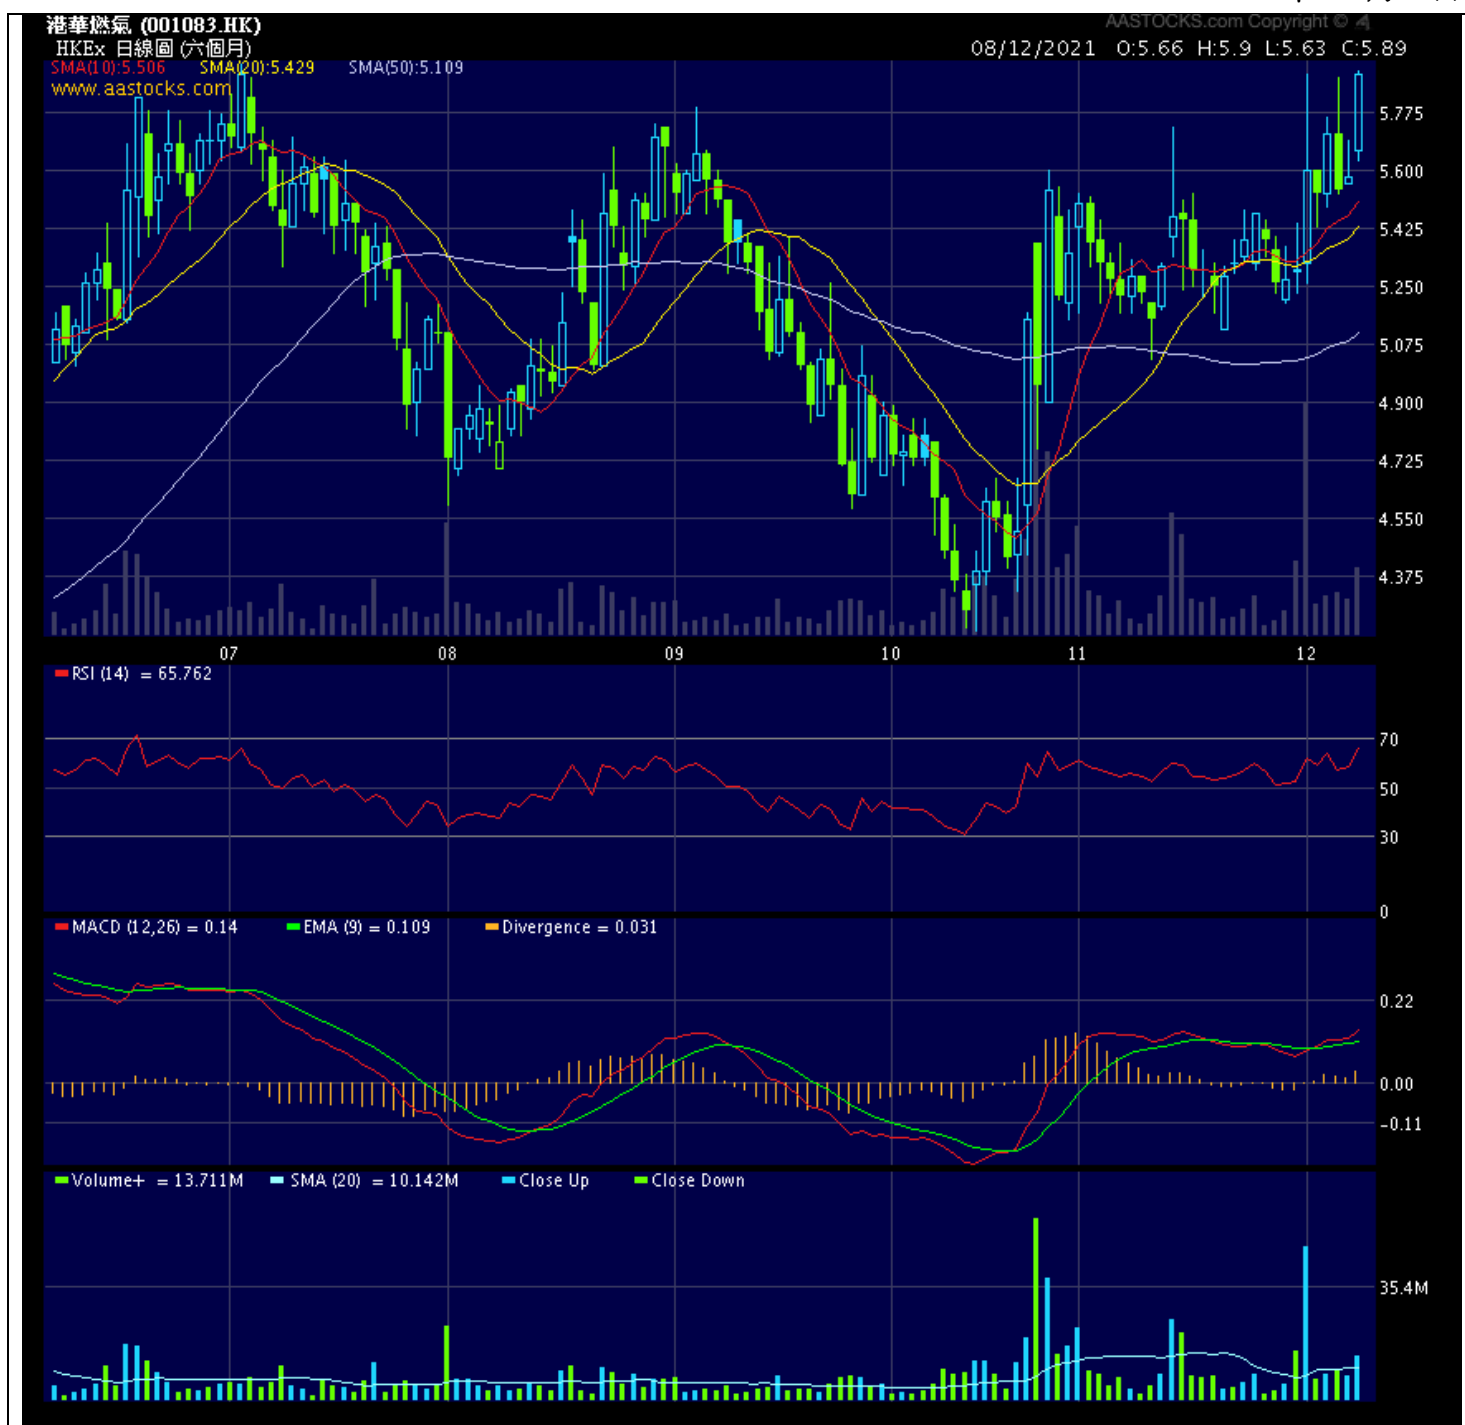 AASTOCKS.com Copyright ©
港華燃氣 (001083.HK)
HKEx 日線圖 (六個月)
08/12/2021 O:5.66 H:5.9 L:5.63 C:5.89
SMA(10):5.506 SMA(20):5.429 SMA(50):5.109
www.aastocks.com
5.775
5.600
5.425
5.250
5.075
4.900
4.725
4.550
4.375
07 08 09 10 11 12
RSI (14) = 65.762
70
50
30
0
MACD (12,26) = 0.14 EMA (9) = 0.109 Divergence = 0.031
0.22
0.00
-0.11
Volume+ = 13.711M SMA (20) = 10.142M Close Up Close Down
35.4M